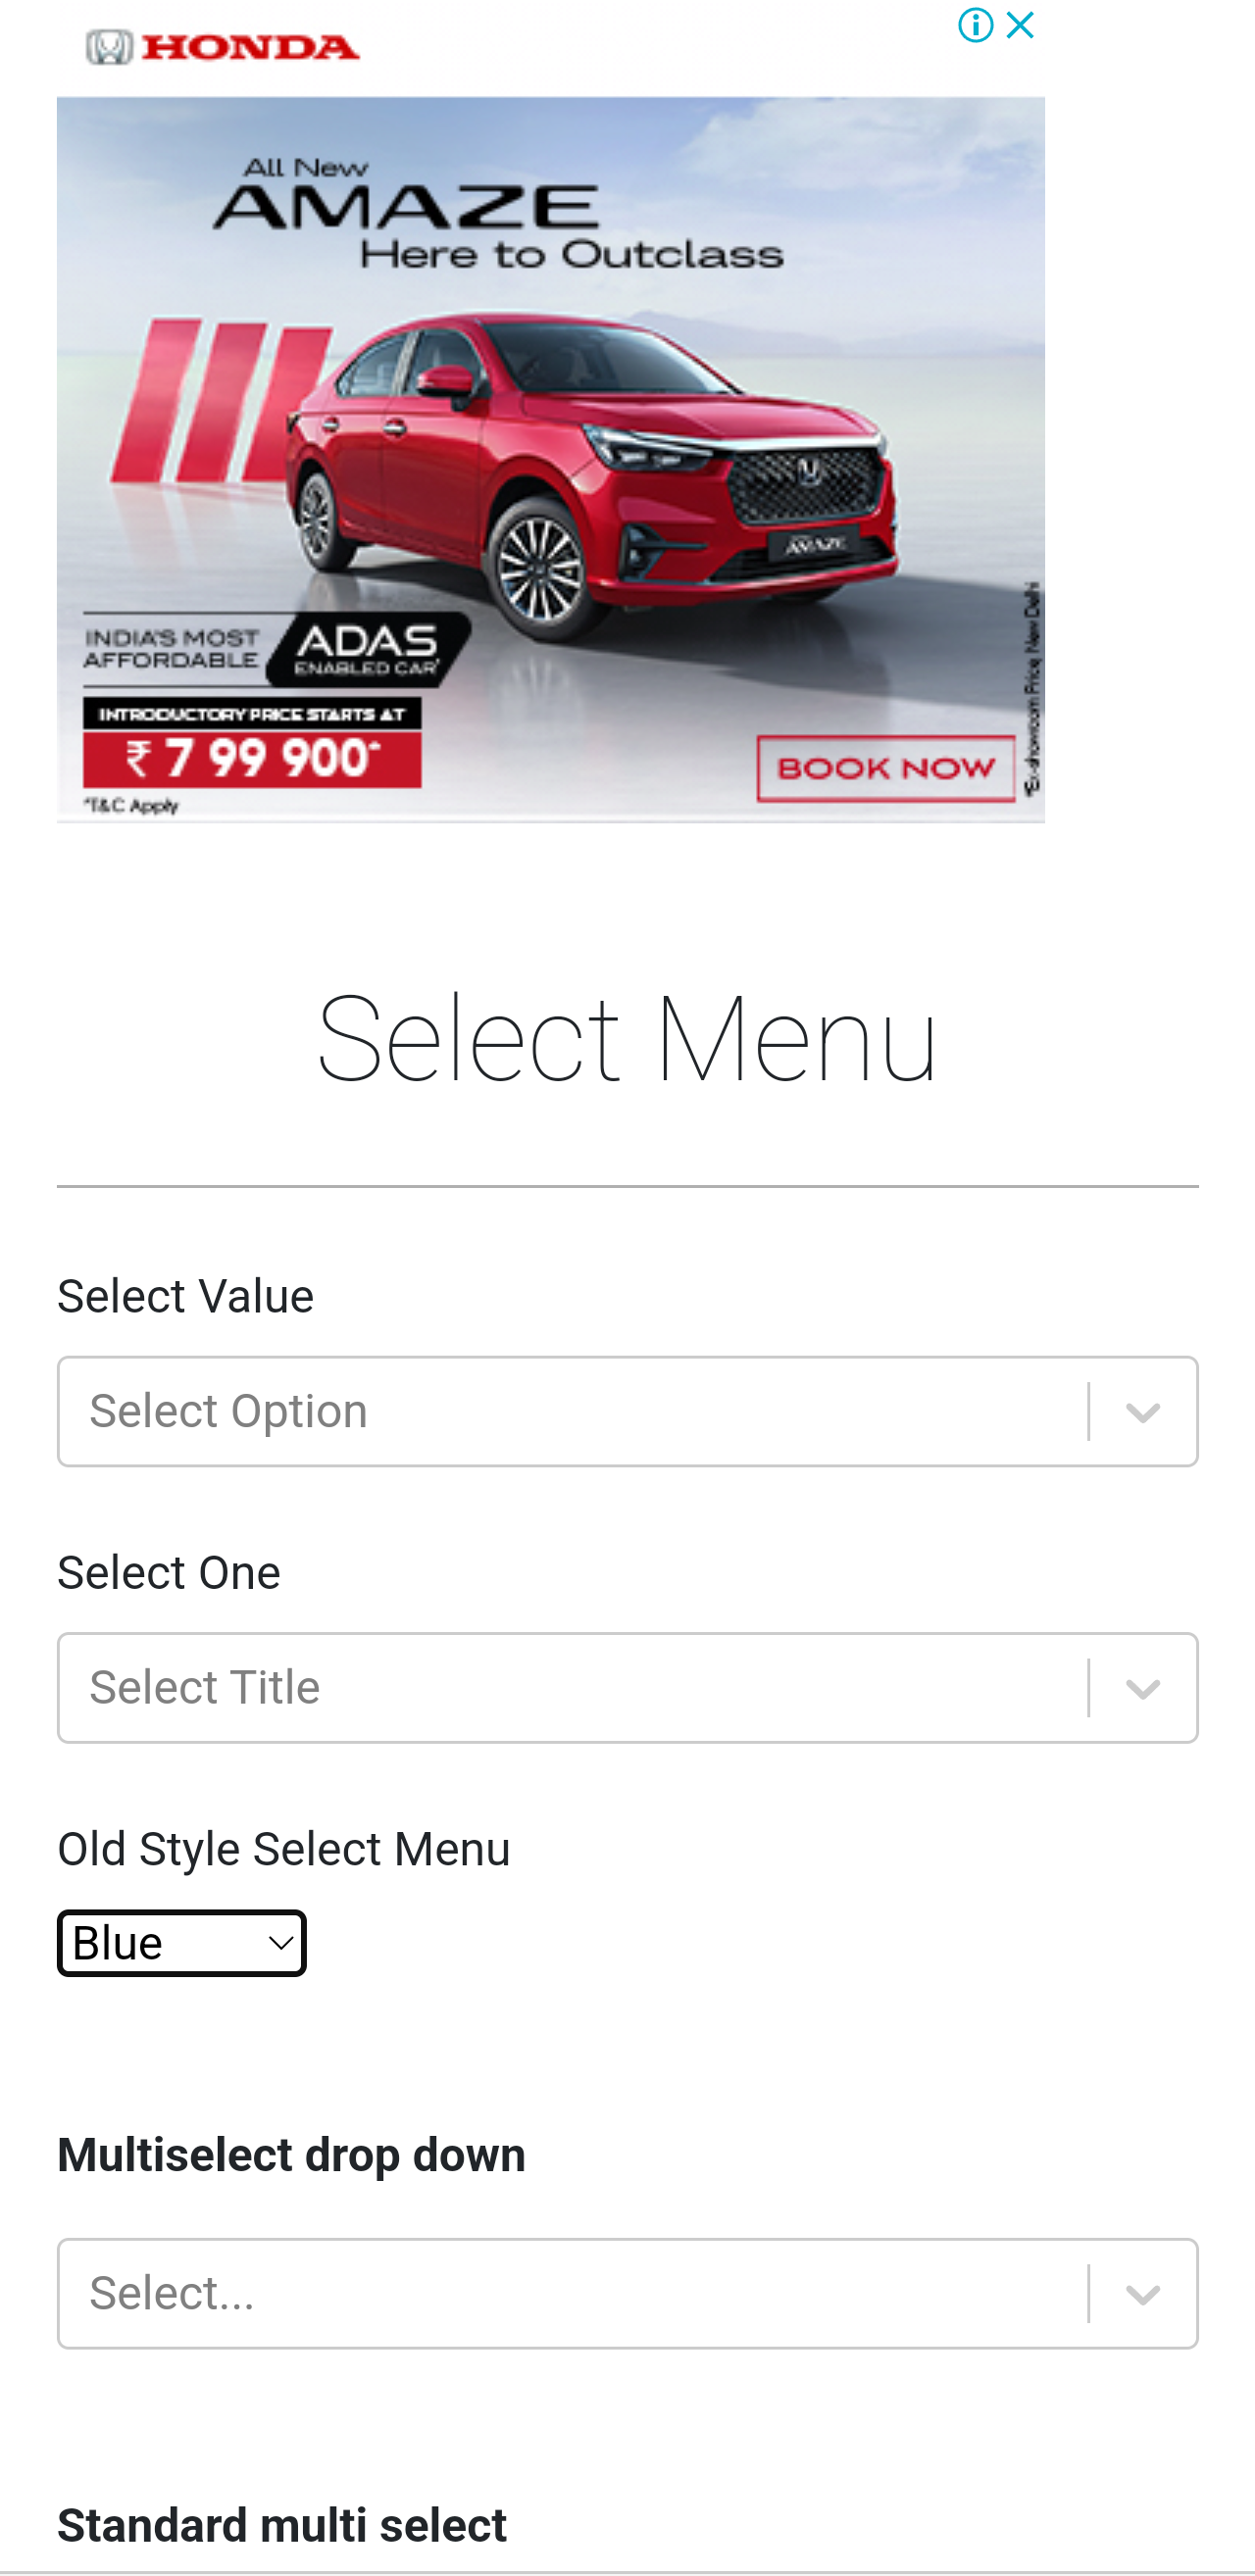 HONDA
All New
AMAZE
Here to Outclass
AMAZE
INDIA'S MOST
AFFORDABLE
ADAS
ENABLED CAR*
INTRODUCTORY PRICE STARTS AT
₹ 7 99 900*
*T&C Apply
BOOK NOW
*Ex-showroom Price, New Delhi
Select Menu
Select Value
Select Option
Select One
Select Title
Old Style Select Menu
Blue
Multiselect drop down
Select...
Standard multi select